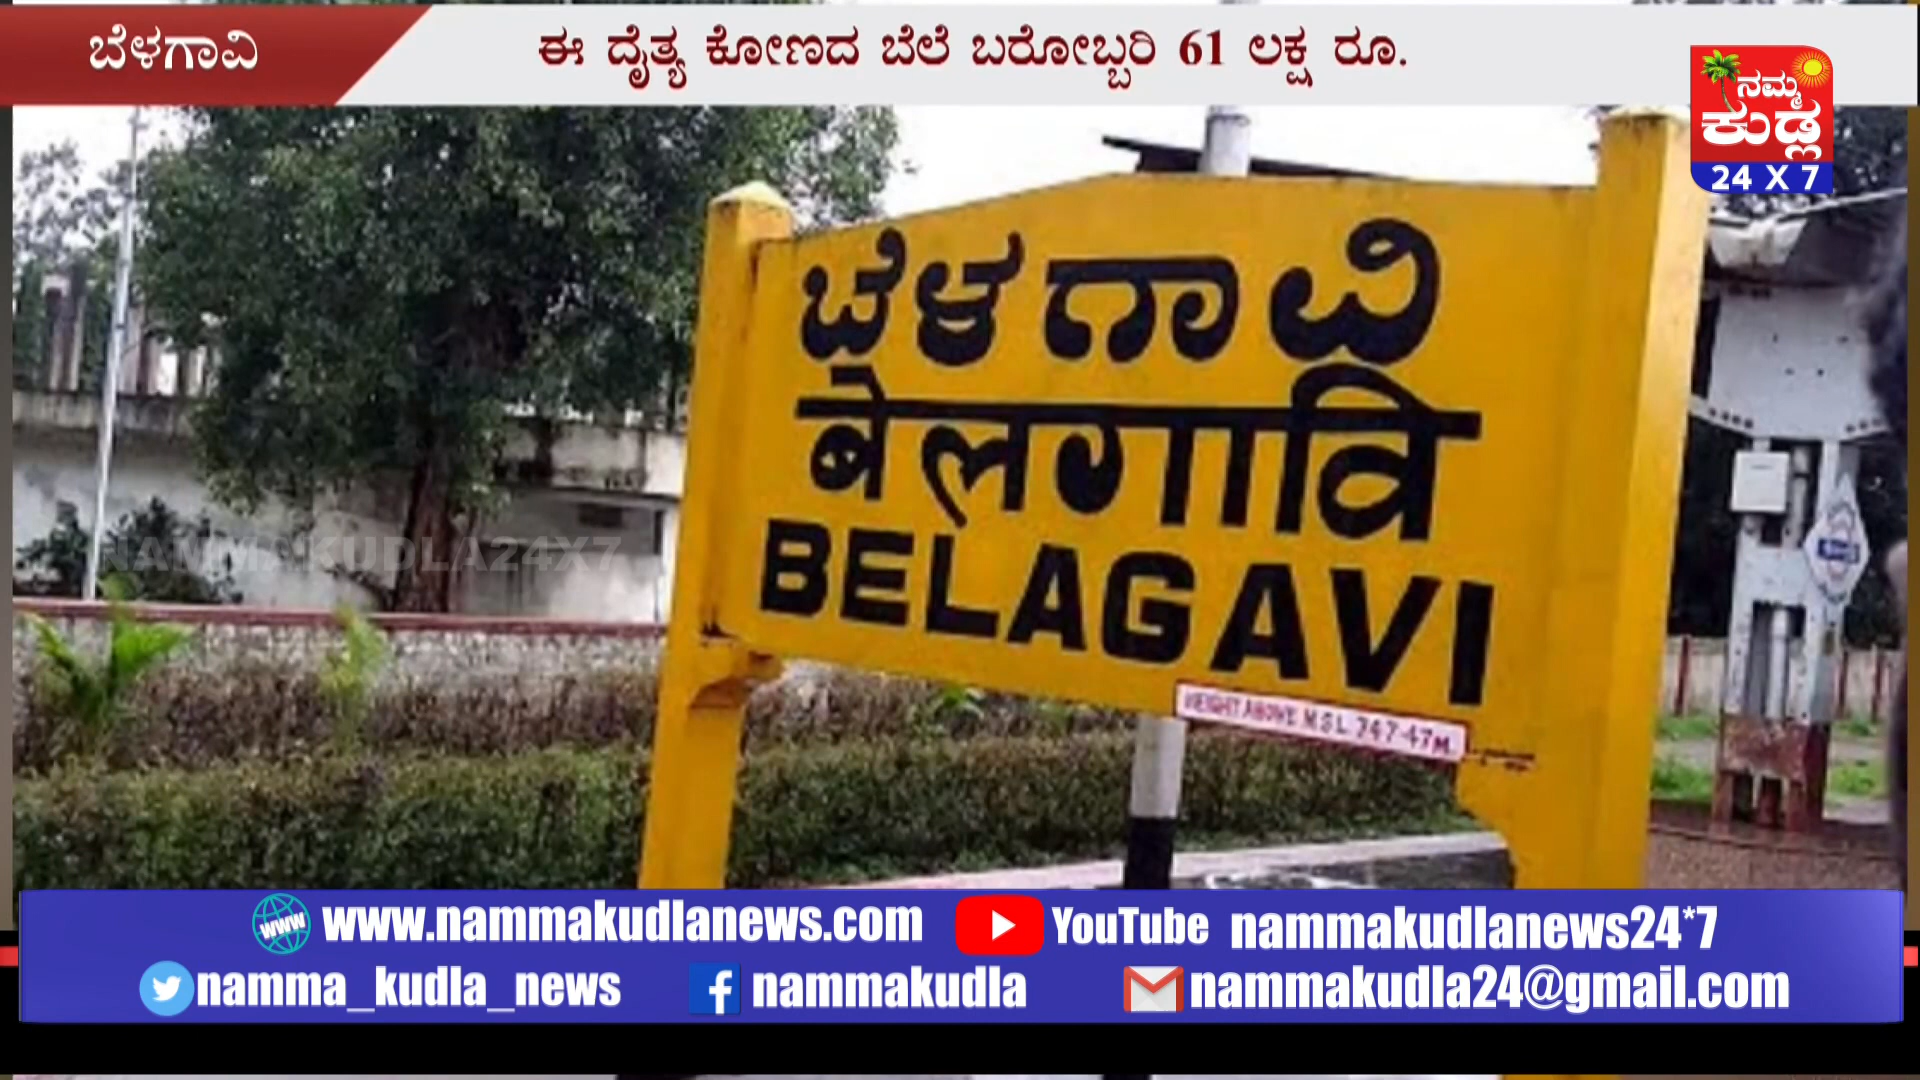 ಬೆಳಗಾವಿ
ಈ ದೈತ್ಯ ಕೋಣದ ಬೆಲೆ ಬರೋಬ್ಬರಿ 61 ಲಕ್ಷ ರೂ.
ನಮ್ಮ
ಕುಡ್ಲ
24 X 7
ಬೆಳಗಾವಿ
बेलगावि
BELAGAVI
HEIGHT ABOVE M.S.L 747.47M.
NAMMAKUDLA24X7
www.nammakudlanews.com
YouTube nammakudlanews24*7
namma_kudla_news
nammakudla
nammakudla24@gmail.com